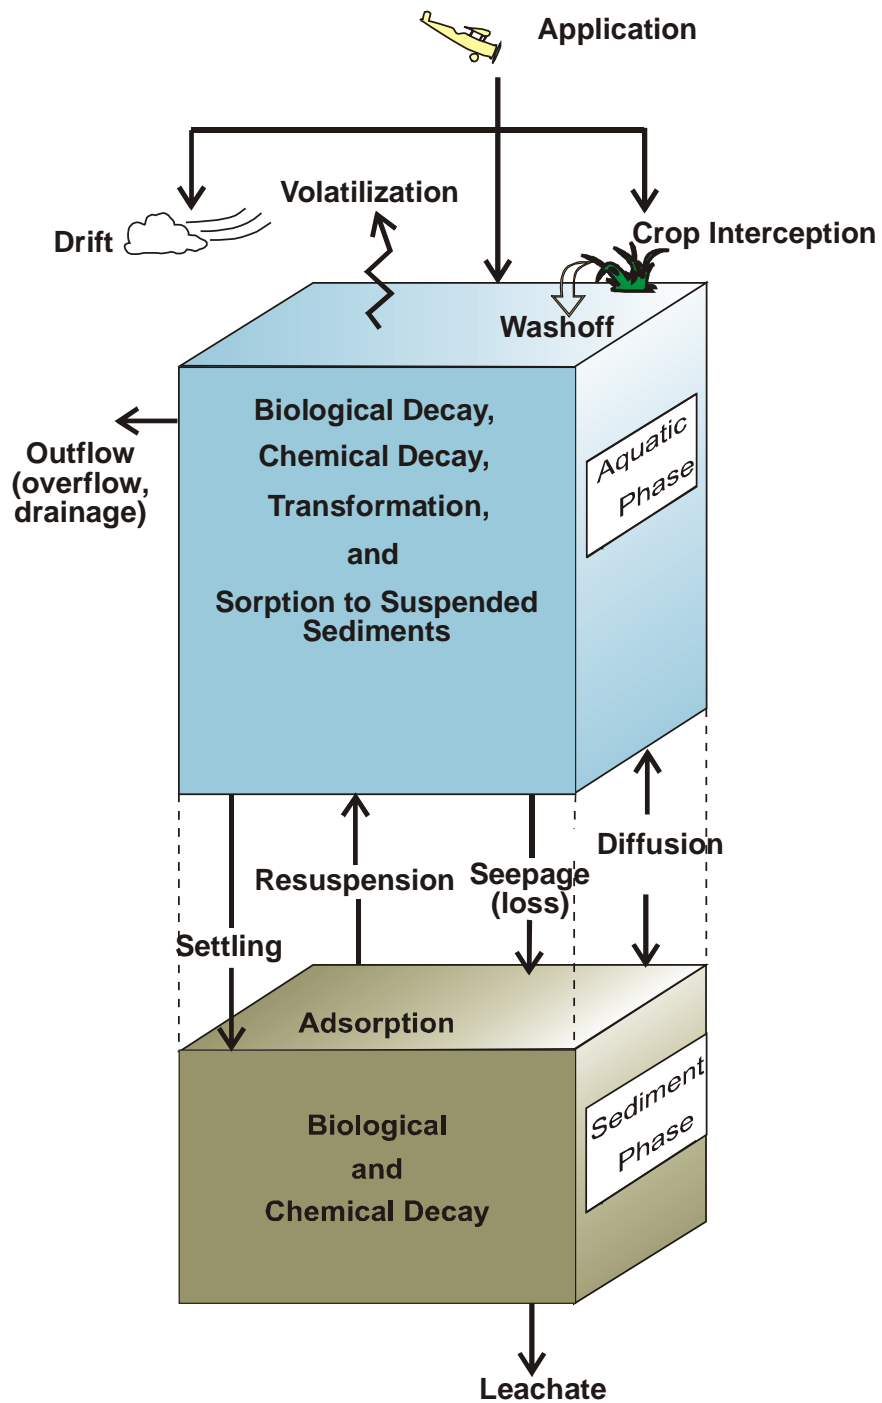 Application
Volatilization
Drift
Crop Interception
Washoff
Biological Decay,
Chemical Decay,
Transformation,
and
Sorption to Suspended
Sediments
Aquatic
Phase
Outflow
(overflow,
drainage)
Diffusion
Resuspension
Seepage
(loss)
Settling
Adsorption
Biological
and
Chemical Decay
Sediment
Phase
Leachate